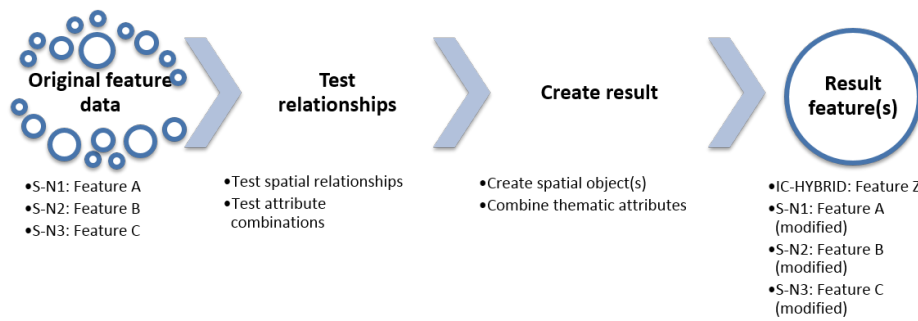 Original feature
data
Test
relationships
Create result
Result
feature(s)
•S-N1: Feature A
•S-N2: Feature B
•S-N3: Feature C
•Test spatial relationships
•Test attribute
combinations
•Create spatial object(s)
•Combine thematic attributes
•IC-HYBRID: Feature Z
•S-N1: Feature A
(modified)
•S-N2: Feature B
(modified)
•S-N3: Feature C
(modified)